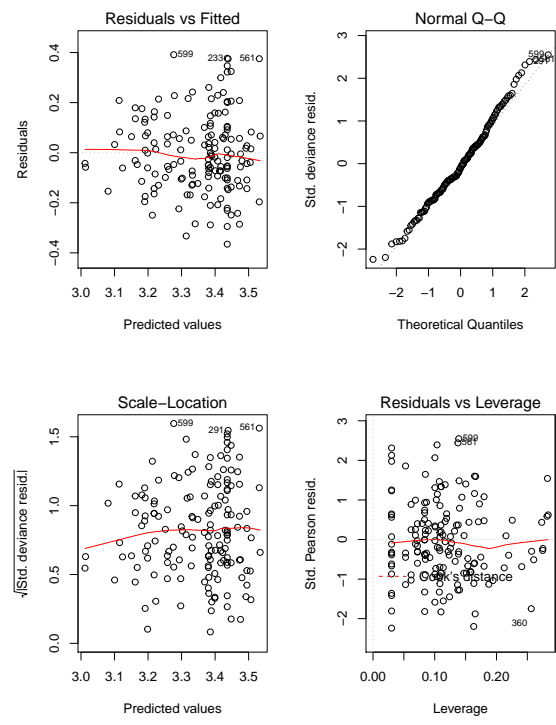 Residuals vs Fitted
Residuals
0.4
0.2
0.0
−0.2
−0.4
599
233
561
3.0 3.1 3.2 3.3 3.4 3.5
Predicted values
Normal Q−Q
Std. deviance resid.
3
2
1
0
−1
−2
599
−2 −1 0 1 2
Theoretical Quantiles
Scale−Location
√|Std. deviance resid.|
1.5
1.0
0.5
0.0
599
291
561
3.0 3.1 3.2 3.3 3.4 3.5
Predicted values
Residuals vs Leverage
Std. Pearson resid.
3
2
1
0
−1
−2
599
561
Cook's distance
360
0.00 0.10 0.20
Leverage